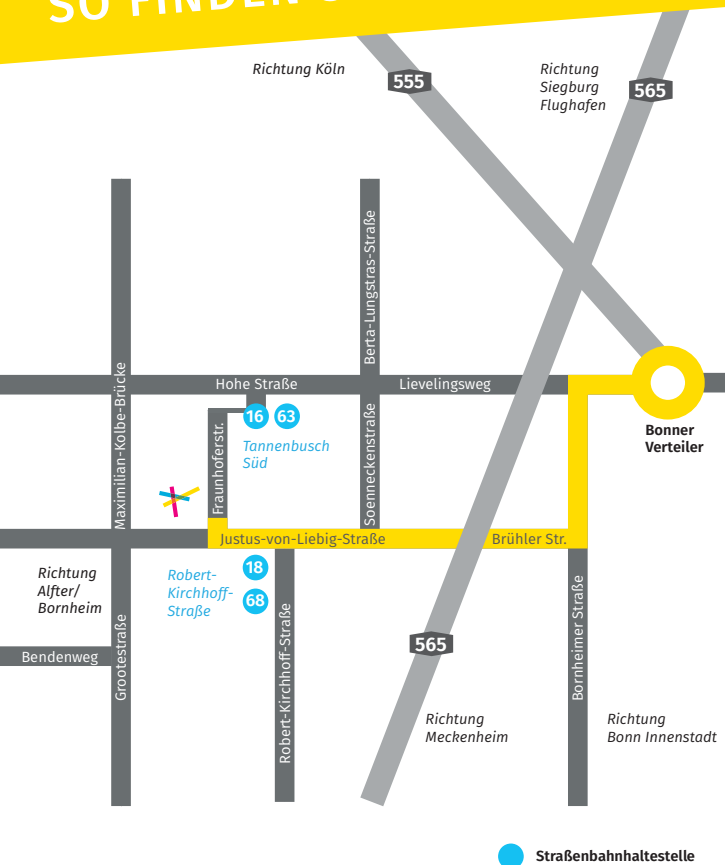 SO FINDEN
Richtung Köln
555
Richtung
Siegburg
Flughafen
565
Berta-Lungstras-Straße
Maximilian-Kolbe-Brücke
Hohe Straße
Lievelingsweg
Bonner
Verteiler
16
63
Tannenbusch
Süd
Fraunhoferstr.
Soenneckenstraße
Justus-von-Liebig-Straße
Brühler Str.
Richtung
Alfter/
Bornheim
Robert-
Kirchhoff-
Straße
18
68
Grootestraße
Bendenweg
Robert-Kirchhoff-Straße
Bornheimer Straße
565
Richtung
Meckenheim
Richtung
Bonn Innenstadt
Straßenbahnhaltestelle